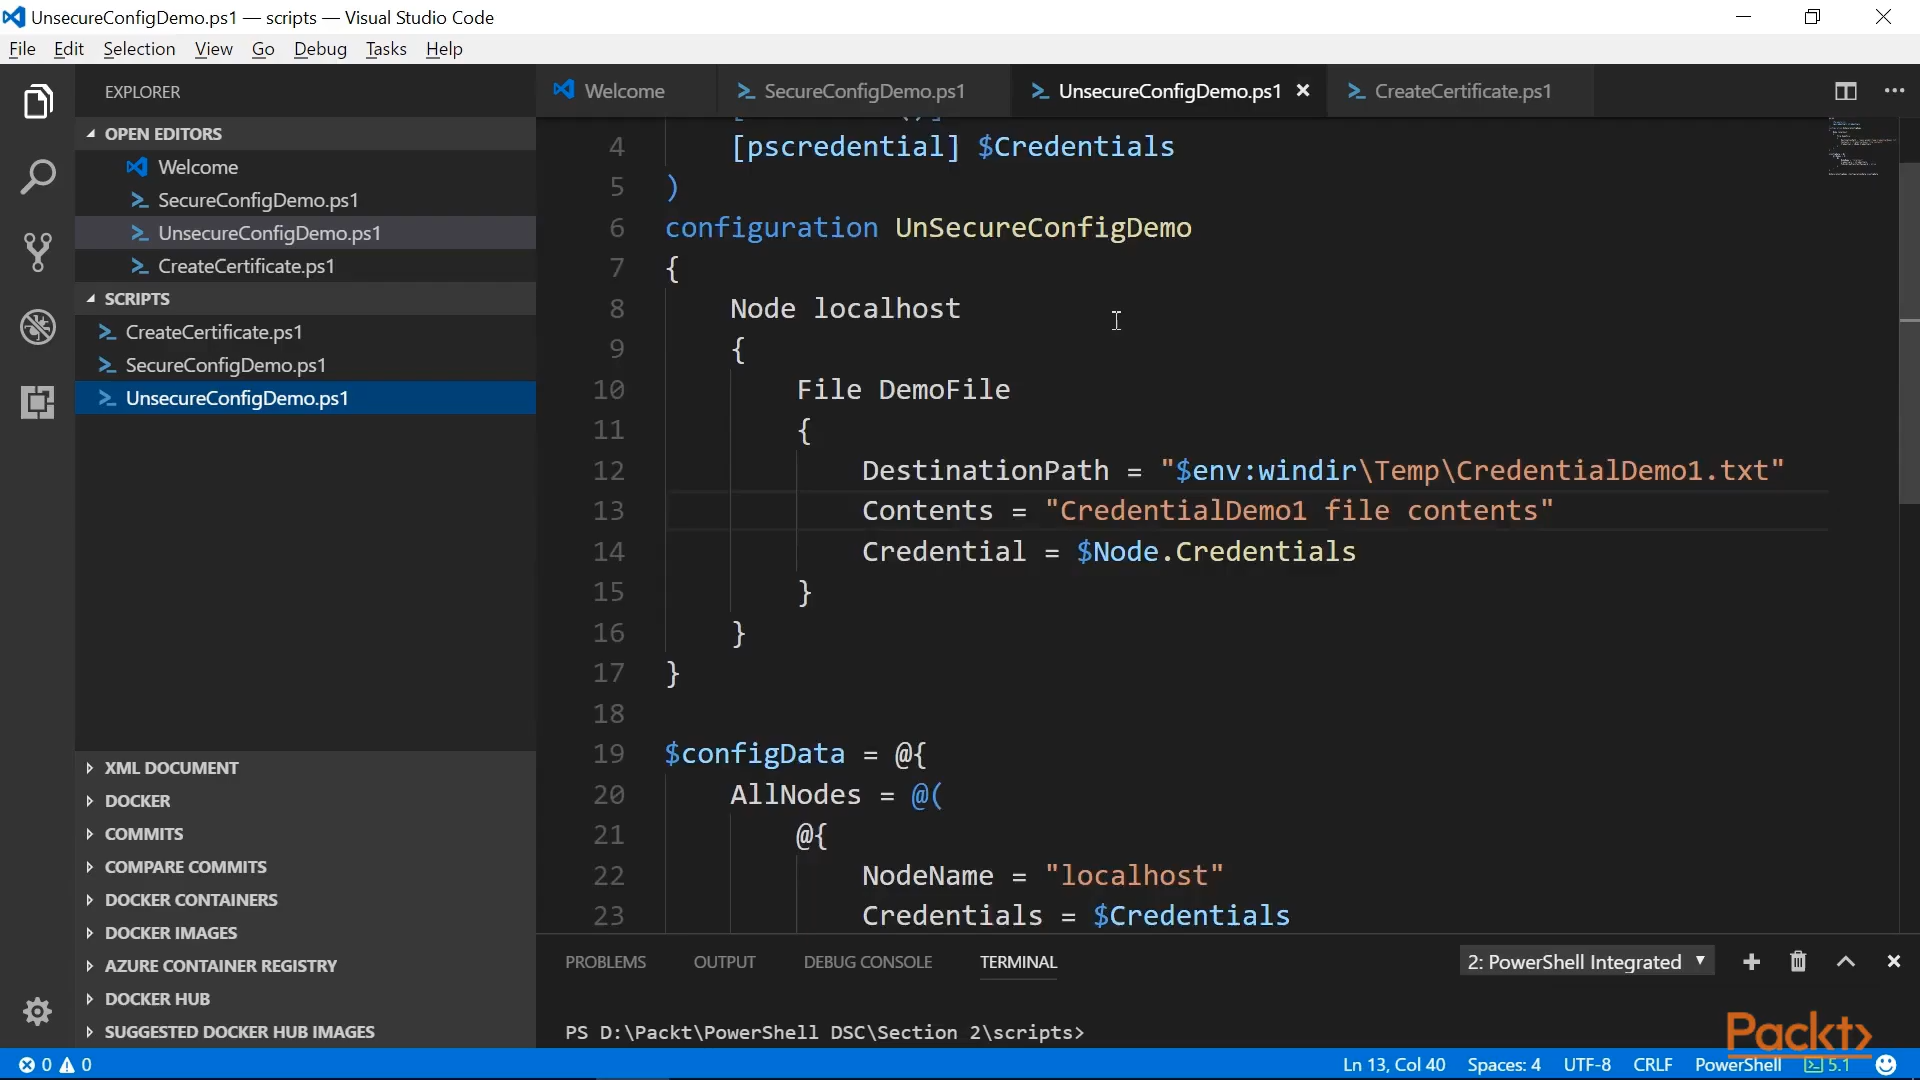 UnsecureConfigDemo.ps1 — scripts — Visual Studio Code
File Edit Selection View Go Debug Tasks Help
EXPLORER
OPEN EDITORS
Welcome
SecureConfigDemo.ps1
UnsecureConfigDemo.ps1
CreateCertificate.ps1
SCRIPTS
CreateCertificate.ps1
SecureConfigDemo.ps1
UnsecureConfigDemo.ps1
XML DOCUMENT
DOCKER
COMMITS
COMPARE COMMITS
DOCKER CONTAINERS
DOCKER IMAGES
AZURE CONTAINER REGISTRY
DOCKER HUB
SUGGESTED DOCKER HUB IMAGES
Welcome SecureConfigDemo.ps1 UnsecureConfigDemo.ps1 CreateCertificate.ps1
4 [pscredential] $Credentials
5 )
6 configuration UnSecureConfigDemo
7 {
8 Node localhost
9 {
10 File DemoFile
11 {
12 DestinationPath = "$env:windir\Temp\CredentialDemo1.txt"
13 Contents = "CredentialDemo1 file contents"
14 Credential = $Node.Credentials
15 }
16 }
17 }
18
19 $configData = @{
20 AllNodes = @(
21 @{
22 NodeName = "localhost"
23 Credentials = $Credentials
PROBLEMS OUTPUT DEBUG CONSOLE TERMINAL 2: PowerShell Integrated
PS D:\Packt\PowerShell DSC\Section 2\scripts>
Packt>
0 0 Ln 13, Col 40 Spaces: 4 UTF-8 CRLF PowerShell 5.1